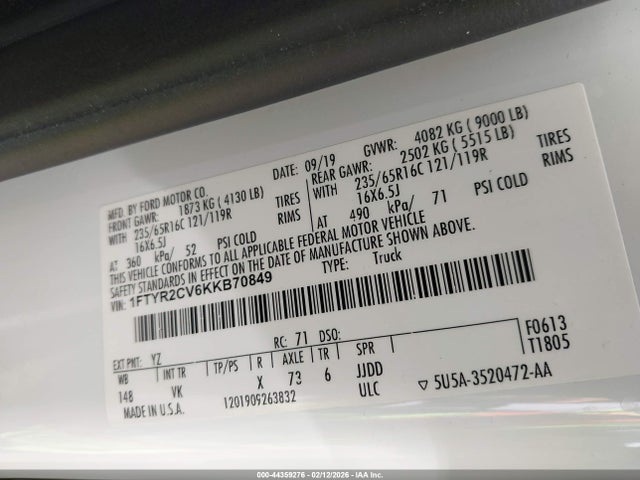 MFD. BY FORD MOTOR CO.
DATE: 09/19 GVWR: 4082 KG ( 9000 LB)
FRONT GAWR: 1873 KG ( 4130 LB) REAR GAWR: 2502 KG ( 5515 LB)
WITH 235/65R16C 121/119R TIRES WITH 235/65R16C 121/119R TIRES
16X6.5J RIMS 16X6.5J RIMS
AT 360 kPa/ 52 PSI COLD AT 490 kPa/ 71 PSI COLD
THIS VEHICLE CONFORMS TO ALL APPLICABLE FEDERAL MOTOR VEHICLE
SAFETY STANDARDS IN EFFECT ON THE DATE OF MANUFACTURE SHOWN ABOVE.
VIN: 1FTYR2CV6KKB70849 TYPE: Truck
F0613
T1805
EXT PNT: YZ RC: 71 DSO:
WB INT TR TP/PS R AXLE TR SPR
148 VK X 73 6 JJDD
MADE IN U.S.A. 1201909263832 ULC ▽ 5U5A-3520472-AA
000-44359276 - 02/12/2026 - IAA Inc.